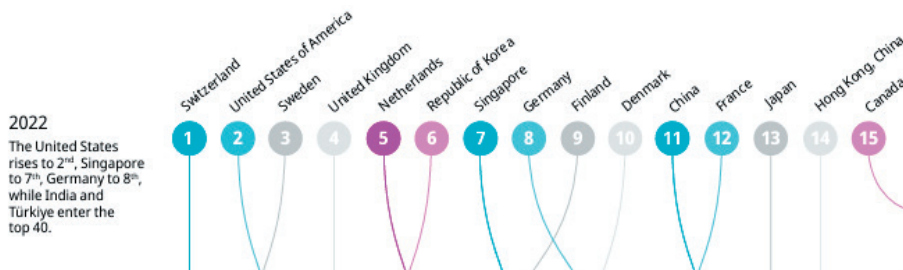 Switzerland
United States of America
Sweden
United Kingdom
Netherlands
Republic of Korea
Singapore
Germany
Finland
Denmark
China
France
Japan
Hong Kong, China
Canada
2022
1 2 3 4 5 6 7 8 9 10 11 12 13 14 15
The United States
rises to 2nd, Singapore
to 7th, Germany to 8th,
while India and
Türkiye enter the
top 40.